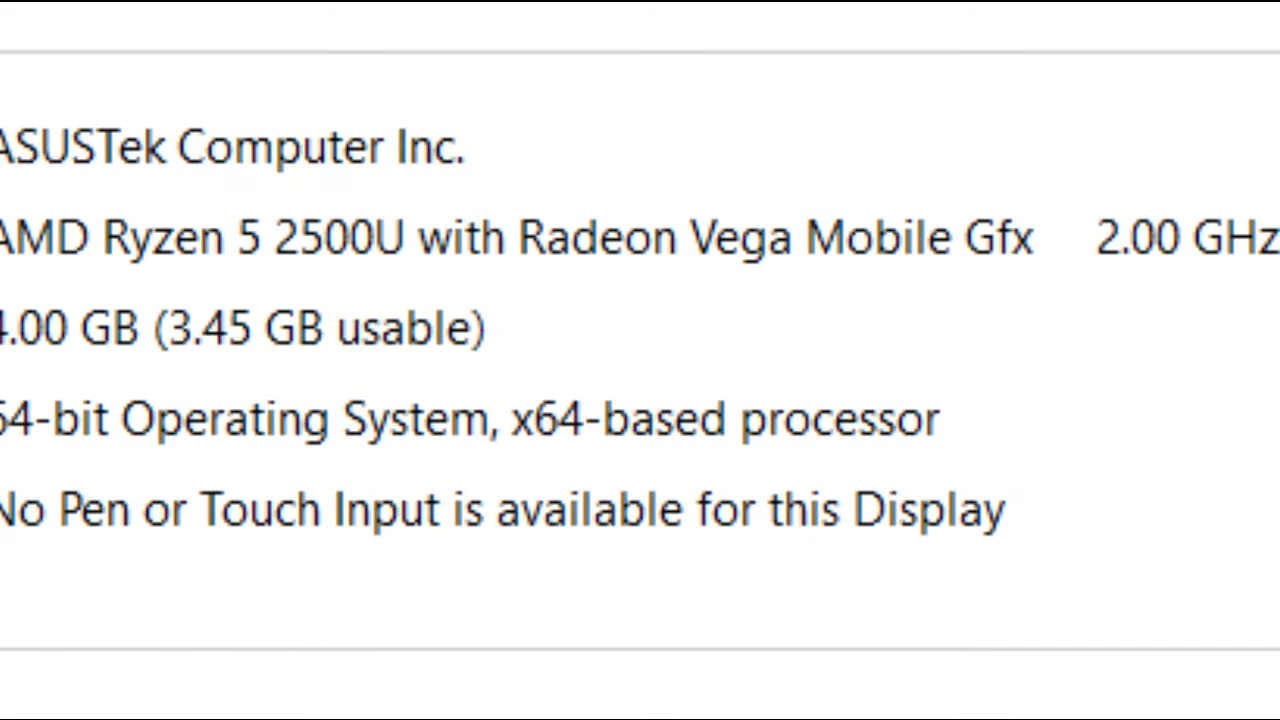 ASUSTek Computer Inc.
AMD Ryzen 5 2500U with Radeon Vega Mobile Gfx 2.00 GHz
4.00 GB (3.45 GB usable)
64-bit Operating System, x64-based processor
No Pen or Touch Input is available for this Display